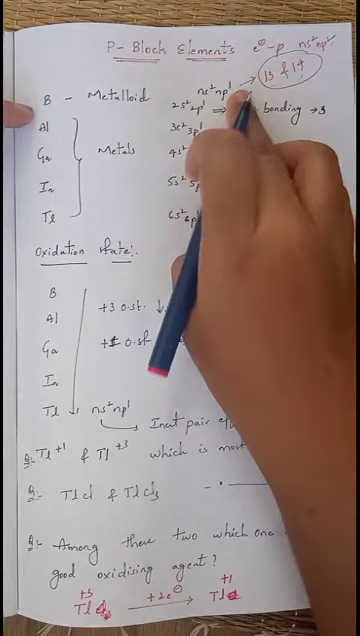 P- Block Elements e⊖-p ns²np¹
13 & 14
B - Metalloid ns²np¹ →
2s²2p¹ ⇒ bonding → 3
Al 3s²3p¹
Ga Metals 4s²
In 5s² 5p
Tl 6s²6p¹
Oxidation state:
B
Al +3 o.st. ↓
Ga +1 o.st
In
Tl ns²np¹
→ Inert pair
Q:- Tl⁺¹ & Tl⁺³ which is most
Q:- TlCl & TlCl₃ -
Q:- Among there two which one
good oxidising agent?
+3 +2e⊖ +1
Tl → Tl